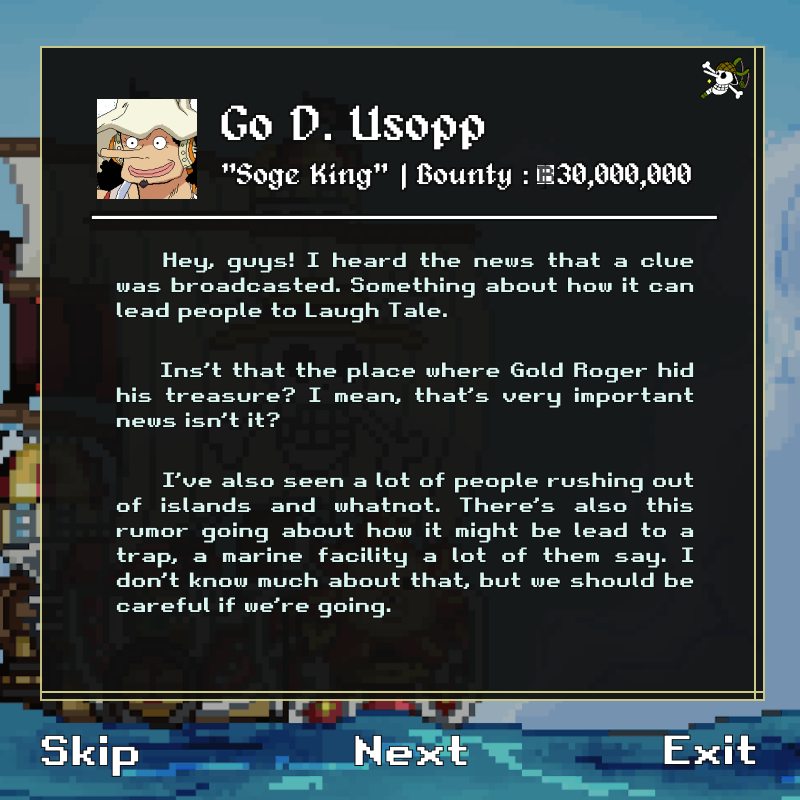 Go D. Usopp
"Soge King" | Bounty : ฿30,000,000
Hey, guys! I heard the news that a clue
was broadcasted. Something about how it can
lead people to Laugh Tale.
Ins't that the place where Gold Roger hid
his treasure? I mean, that's very important
news isn't it?
I've also seen a lot of people rushing out
of islands and whatnot. There's also this
rumor going about how it might be lead to a
trap, a marine facility a lot of them say. I
don't know much about that, but we should be
careful if we're going.
Skip Next Exit